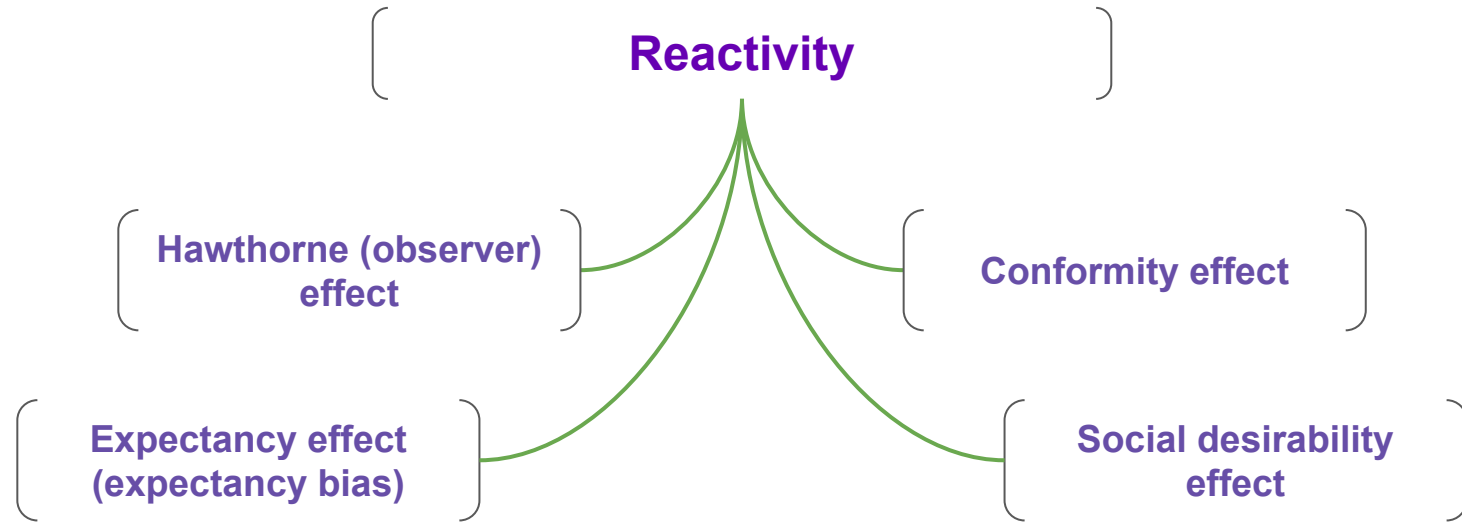 Reactivity
Hawthorne (observer)
effect
Conformity effect
Expectancy effect
(expectancy bias)
Social desirability
effect